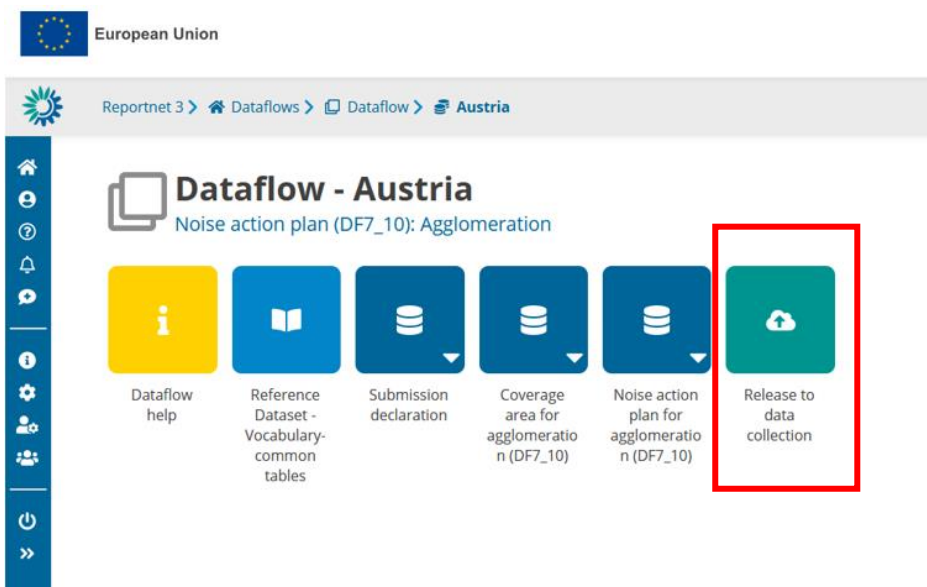 European Union
Reportnet 3 > Dataflows > Dataflow > Austria
Dataflow - Austria
Noise action plan (DF7_10): Agglomeration
Dataflow
help
Reference
Dataset -
Vocabulary-
common
tables
Submission
declaration
Coverage
area for
agglomeratio
n (DF7_10)
Noise action
plan for
agglomeratio
n (DF7_10)
Release to
data
collection